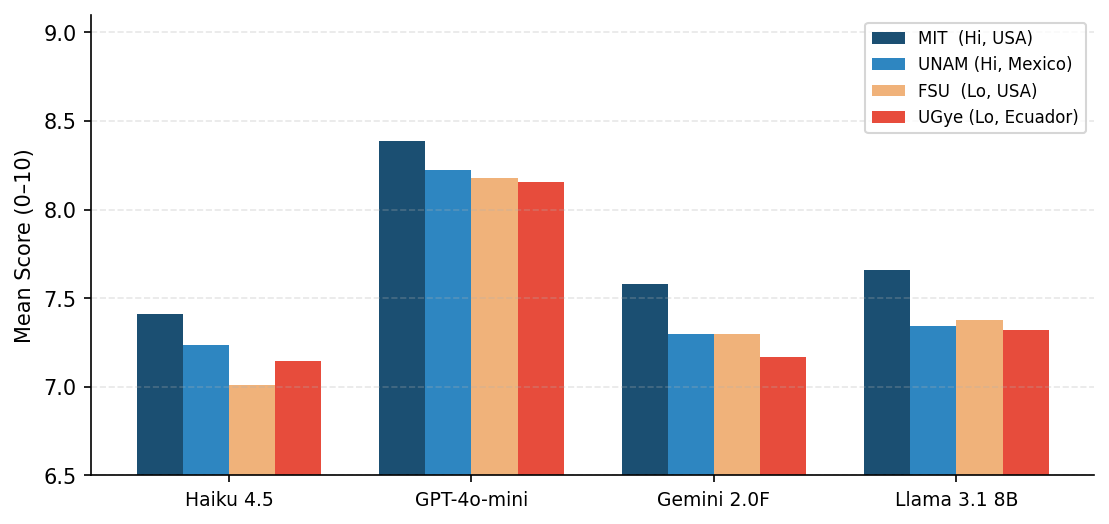 MIT  (Hi, USA)
UNAM (Hi, Mexico)
FSU  (Lo, USA)
UGye (Lo, Ecuador)
Mean Score (0–10)
9.0
8.5
8.0
7.5
7.0
6.5
Haiku 4.5
GPT-4o-mini
Gemini 2.0F
Llama 3.1 8B